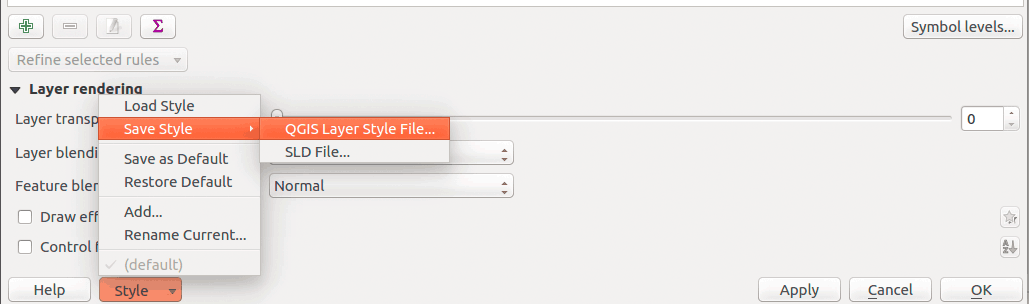 Σ
Symbol levels...
Refine selected rules
Layer rendering
Load Style
Layer transp
0
Save Style
QGIS Layer Style File...
SLD File...
Layer blendi
Save as Default
Restore Default
Feature blen
Normal
Add...
Draw eff
Rename Current...
Control f
(default)
Help
Style
Apply
Cancel
OK